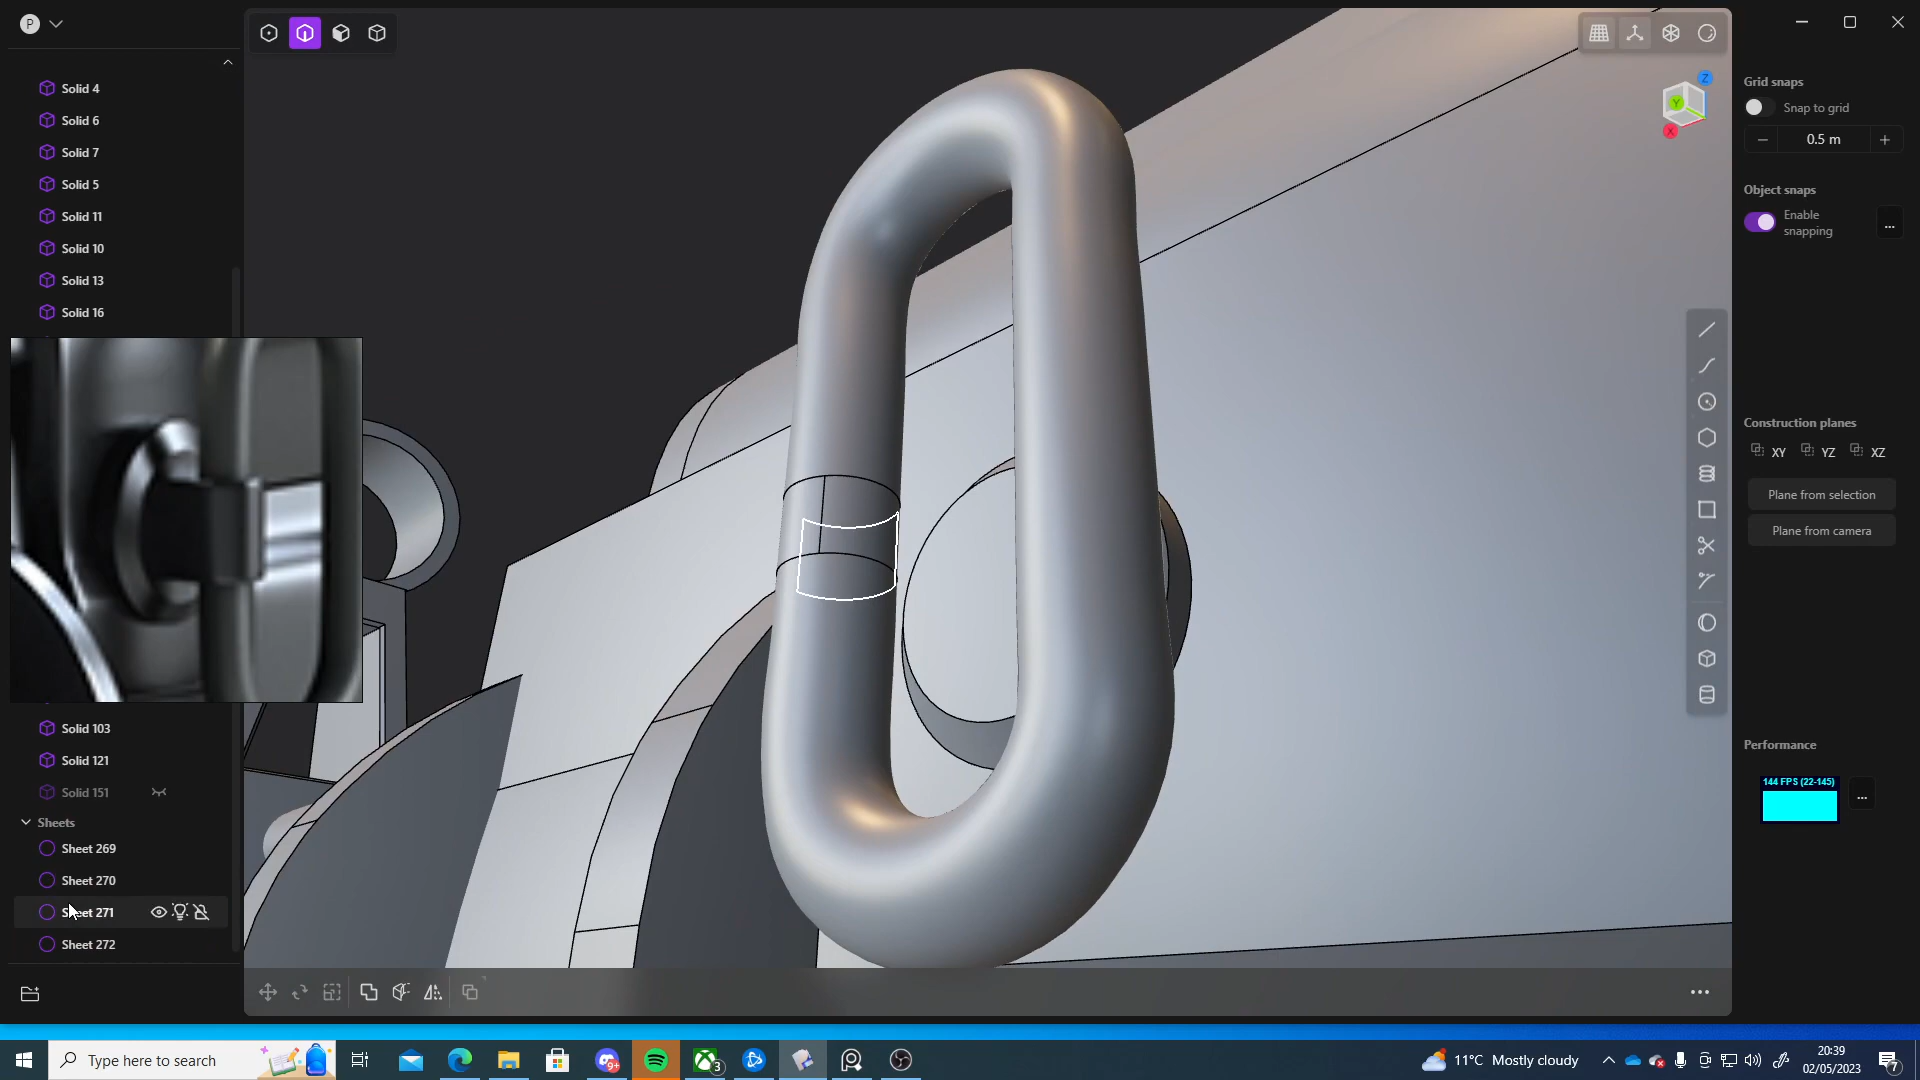 P
Solid 4
Solid 6
Solid 7
Solid 5
Solid 11
Solid 10
Solid 13
Solid 16
Solid 103
Solid 121
Solid 151
Sheets
Sheet 269
Sheet 270
Sheet 271
Sheet 272
Z
Y
X
Grid snaps
Snap to grid
0.5 m
Object snaps
Enable
snapping
...
Construction planes
XY YZ XZ
Plane from selection
Plane from camera
Performance
144 FPS (22-145)
...
Type here to search
9+
3
11°C Mostly cloudy
20:39
02/05/2023
7